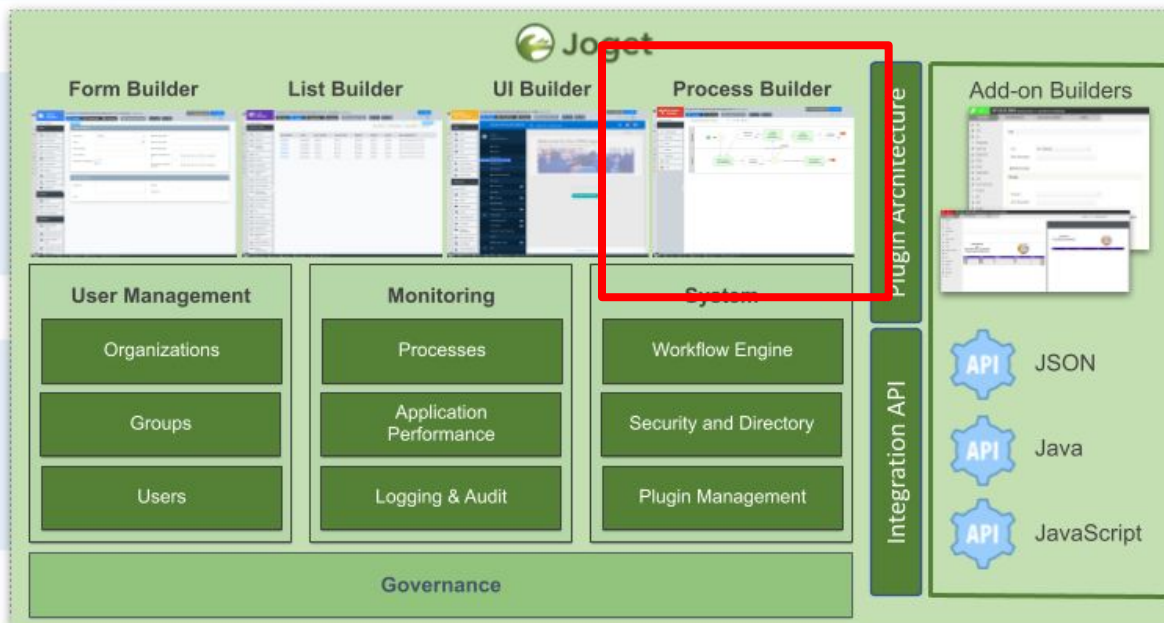 Joget
Form Builder
List Builder
UI Builder
Process Builder
Plugin Architecture
Add-on Builders
User Management
Organizations
Groups
Users
Monitoring
Processes
Application
Performance
Logging & Audit
System
Workflow Engine
Security and Directory
Plugin Management
Integration API
API
JSON
API
Java
API
JavaScript
Governance